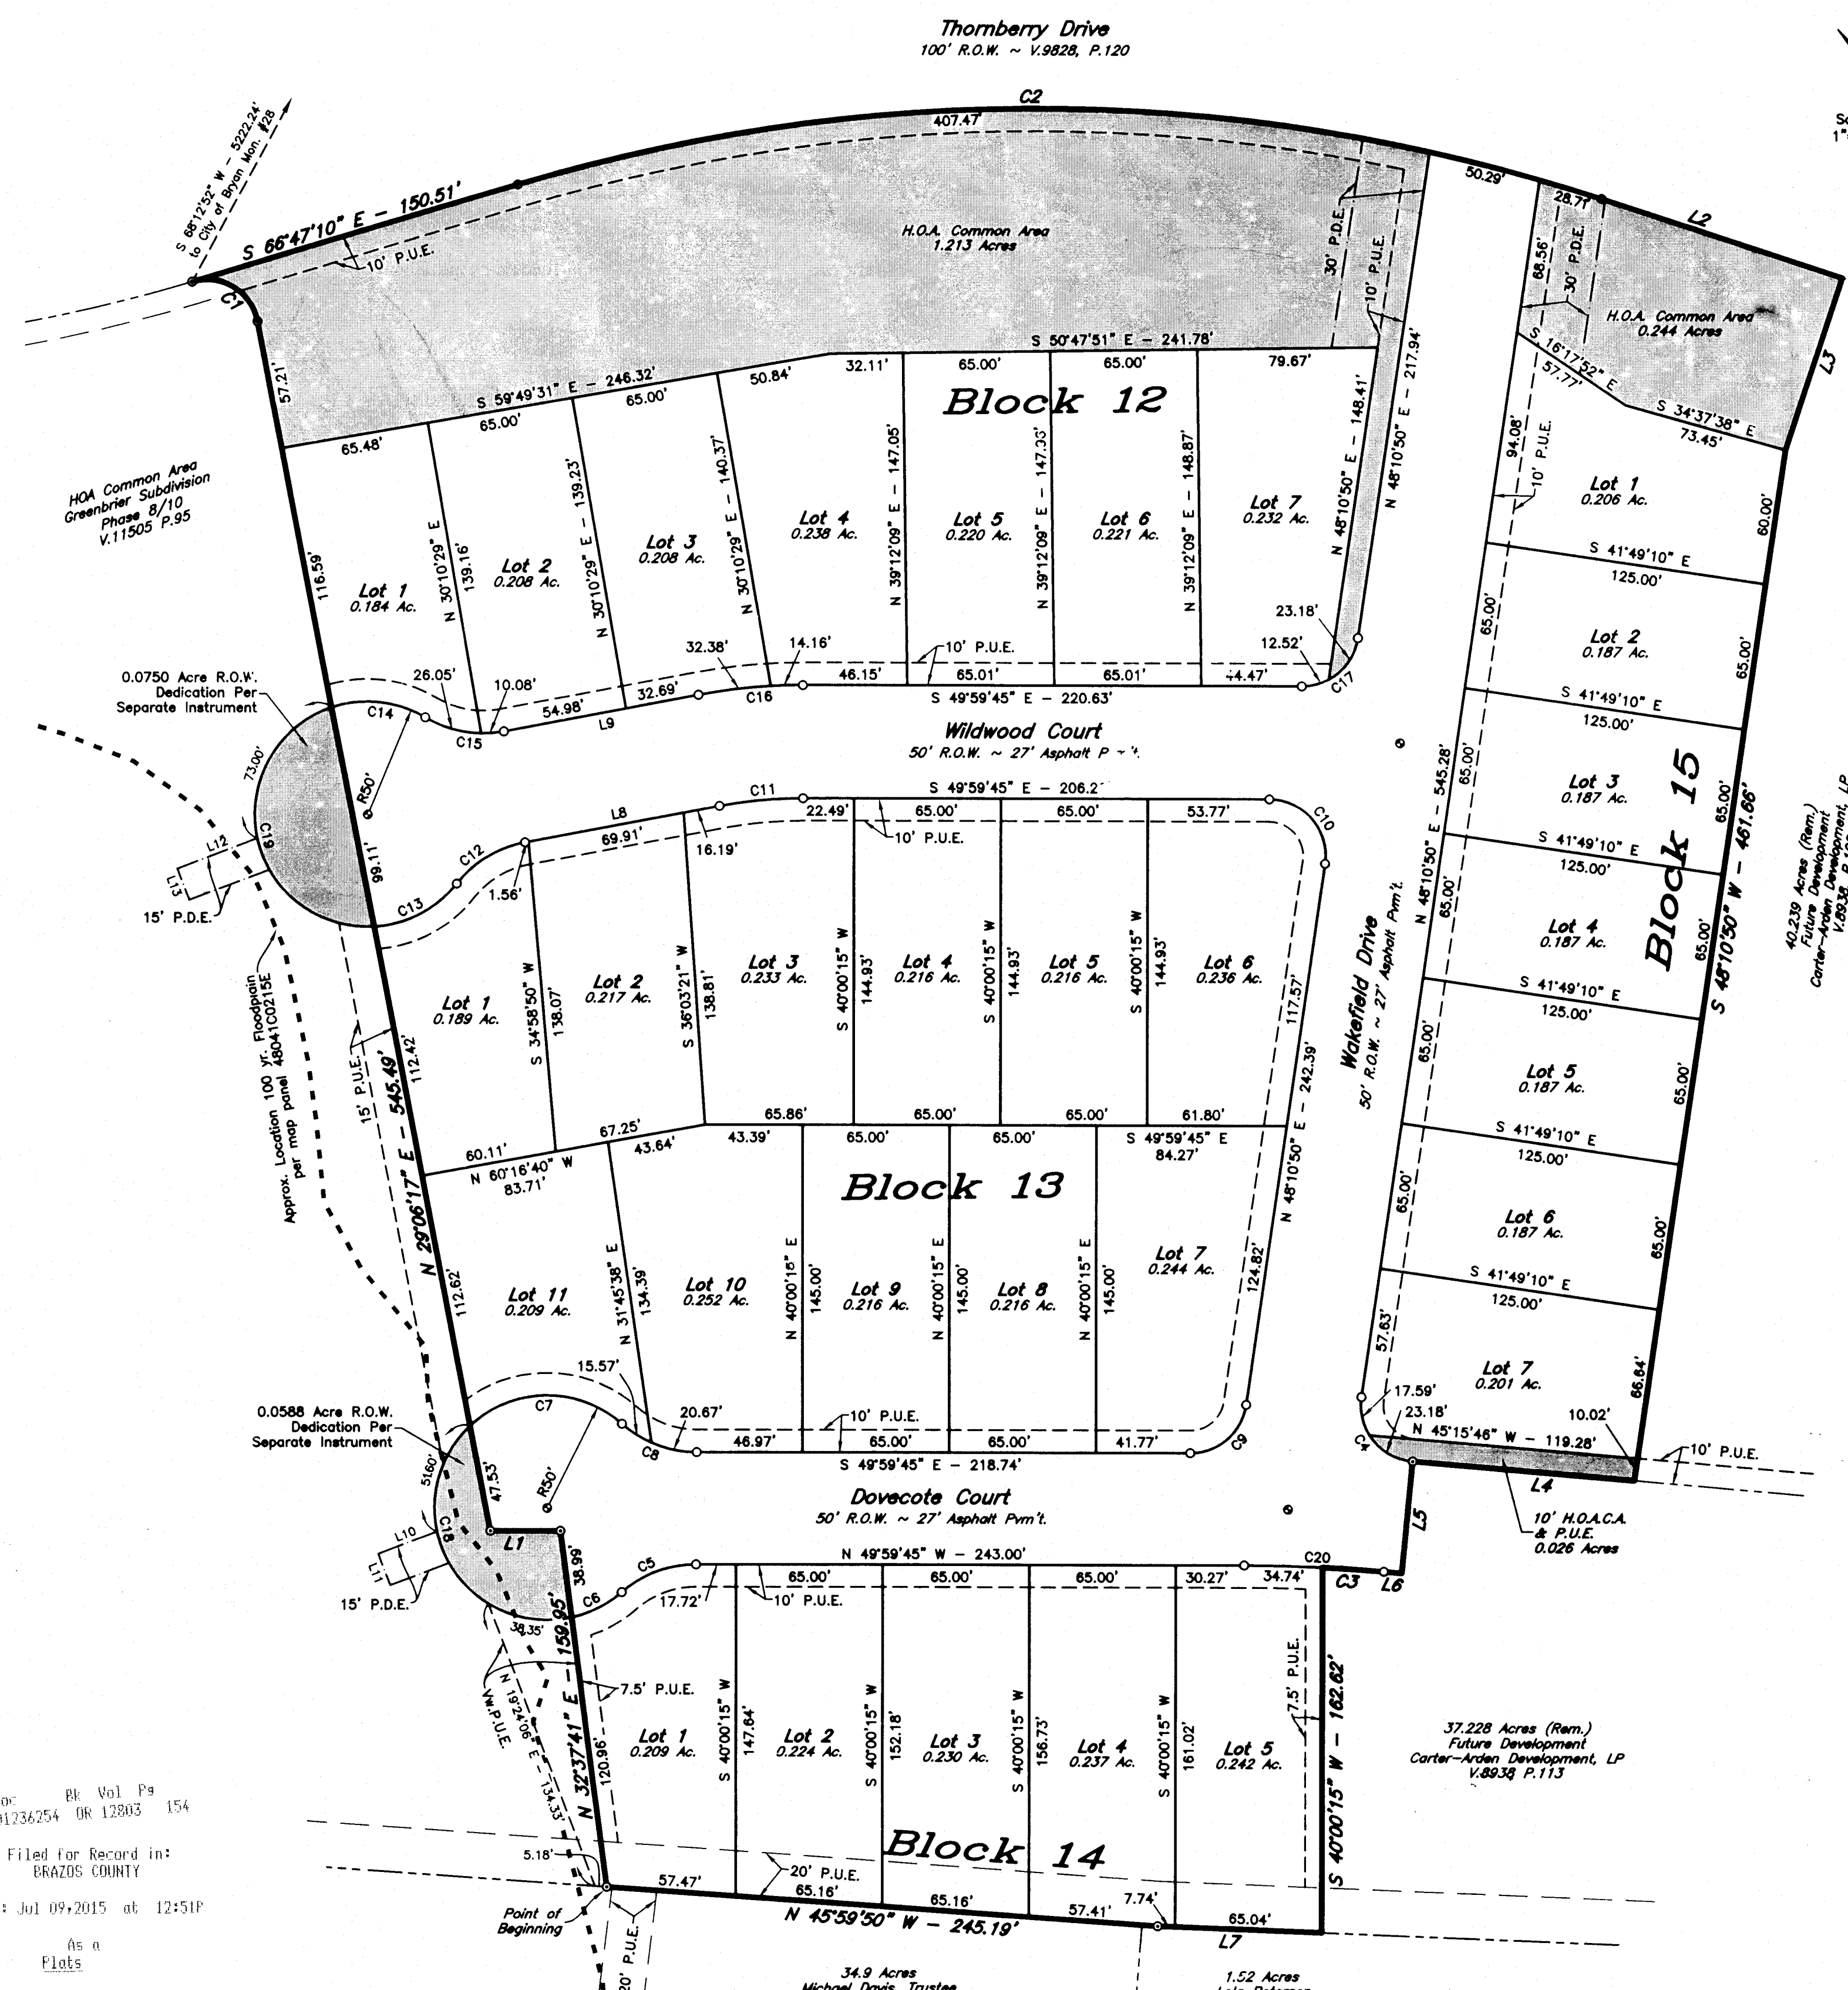 Thornberry Drive
100' R.O.W. ~ V.9828, P.120
C2
407.47'
S 68°12'52" W - 5222.24'
to City of Bryan Mon. #28
S 66°47'10" E - 150.51'
10' P.U.E.
C1
H.O.A. Common Area
1.213 Acres
30' P.D.E.
10' P.U.E.
50.29'
28.71'
L2
68.56'
30' P.D.E.
H.O.A. Common Area
0.244 Acres
L3
S 16°17'52" E
57.77'
S 34°37'38" E
73.45'
57.21'
S 59°49'31" E - 246.32'
S 50°47'51" E - 241.78'
65.48'
65.00'
65.00'
50.84'
32.11'
65.00'
65.00'
79.67'
Block 12
N 48°10'50" E - 148.41'
N 48°10'50" E - 217.94'
HOA Common Area
Greenbrier Subdivision
Phase 8/10
V.11505 P.95
116.59'
Lot 1
0.184 Ac.
N 30°10'29" E
139.16'
Lot 2
0.208 Ac.
N 30°10'29" E - 139.23'
Lot 3
0.208 Ac.
N 30°10'29" E - 140.37'
Lot 4
0.238 Ac.
N 39°12'09" E - 147.05'
Lot 5
0.220 Ac.
N 39°12'09" E
Lot 6
0.221 Ac.
N 39°12'09" E - 148.87'
Lot 7
0.232 Ac.
23.18'
12.52'
C17
0.0750 Acre R.O.W.
Dedication Per
Separate Instrument
26.05'
10.08'
32.38'
14.16'
10' P.U.E.
C14
C15
54.98'
L9
32.69'
C16
46.15'
65.01'
65.01'
44.47'
S 49°59'45" E - 220.63'
Wildwood Court
50' R.O.W. ~ 27' Asphalt
73.00'
R50'
C19
L12
L13
15' P.D.E.
99.11'
C13
C12
L8
C11
S 49°59'45" E
69.91'
16.19'
1.56'
22.49'
65.00'
65.00'
53.77'
10' P.U.E.
C10
Lot 1
0.189 Ac.
S 34°58'50" W
138.07'
Lot 2
0.217 Ac.
S 36°03'21" W
138.81'
Lot 3
0.233 Ac.
S 40°00'15" W
144.93'
Lot 4
0.216 Ac.
S 40°00'15" W
144.93'
Lot 5
0.216 Ac.
S 40°00'15" W
144.93'
Lot 6
0.236 Ac.
117.57'
N 48°10'50" E - 242.39'
Wakefield Drive
50' R.O.W. ~ 27' Asphalt Pvm't.
Approx. Location 100 yr. Floodplain
per map panel 48041C0215E
15' P.U.E.
112.42'
N 29°06'17" E - 545.49'
60.11'
67.25'
43.64'
N 60°16'40" W
83.71'
65.86'
65.00'
65.00'
61.80'
43.39'
65.00'
65.00'
S 49°59'45" E
84.27'
Block 13
112.62'
Lot 11
0.209 Ac.
N 31°45'38" E
134.39'
Lot 10
0.252 Ac.
N 40°00'15" E
145.00'
Lot 9
0.216 Ac.
N 40°00'15" E
145.00'
Lot 8
0.216 Ac.
N 40°00'15" E
145.00'
Lot 7
0.244 Ac.
124.82'
0.0588 Acre R.O.W.
Dedication Per
Separate Instrument
15.57'
20.67'
10' P.U.E.
C7
C8
46.97'
65.00'
65.00'
41.77'
C9
S 49°59'45" E - 218.74'
51.60'
47.53'
R50'
C18
L10
L11
15' P.D.E.
L1
Dovecote Court
50' R.O.W. ~ 27' Asphalt Pvm't.
N 49°59'45" W - 243.00'
38.99'
38.35'
C6
C5
17.72'
10' P.U.E.
65.00'
65.00'
65.00'
30.27'
34.74'
C20
C3
L6
94.08'
10' P.U.E.
Lot 1
0.206 Ac.
60.00'
S 41°49'10" E
125.00'
65.00'
Lot 2
0.187 Ac.
65.00'
S 41°49'10" E
125.00'
N 48°10'50" E - 545.28'
65.00'
Lot 3
0.187 Ac.
65.00'
Block 15
S 48°10'50" W - 461.66'
S 41°49'10" E
125.00'
65.00'
Lot 4
0.187 Ac.
65.00'
S 41°49'10" E
125.00'
65.00'
Lot 5
0.187 Ac.
65.00'
S 41°49'10" E
125.00'
65.00'
Lot 6
0.187 Ac.
65.00'
S 41°49'10" E
125.00'
57.63'
Lot 7
0.201 Ac.
66.64'
17.59'
23.18'
C4
10.02'
N 45°15'46" W - 119.28'
10' P.U.E.
L4
L5
10' H.O.A.C.A.
& P.U.E.
0.026 Acres
40.239 Acres (Rem.)
Future Development
Carter-Arden Development, LP
N 32°37'41" E - 159.95'
7.5' P.U.E.
120.96'
N 19°24'06" E - 134.33'
Lot 1
0.209 Ac.
S 40°00'15" W
147.64'
Lot 2
0.224 Ac.
S 40°00'15" W
152.18'
Lot 3
0.230 Ac.
S 40°00'15" W
156.73'
Lot 4
0.237 Ac.
S 40°00'15" W
161.02'
Lot 5
0.242 Ac.
7.5' P.U.E.
S 40°00'15" W - 162.62'
37.228 Acres (Rem.)
Future Development
Carter-Arden Development, LP
V.8938 P.113
Block 14
5.18'
20' P.U.E.
Point of
Beginning
57.47'
65.16'
65.16'
57.41'
7.74'
65.04'
N 45°59'50" W - 245.19'
L7
20' P.U.E.
34.9 Acres
Michael Davis, Trustee
1.52 Acres
Bk Vol Pg
01236254 OR 12803 154
Filed for Record in:
BRAZOS COUNTY
: Jul 09,2015 at 12:51P
As a
Plats